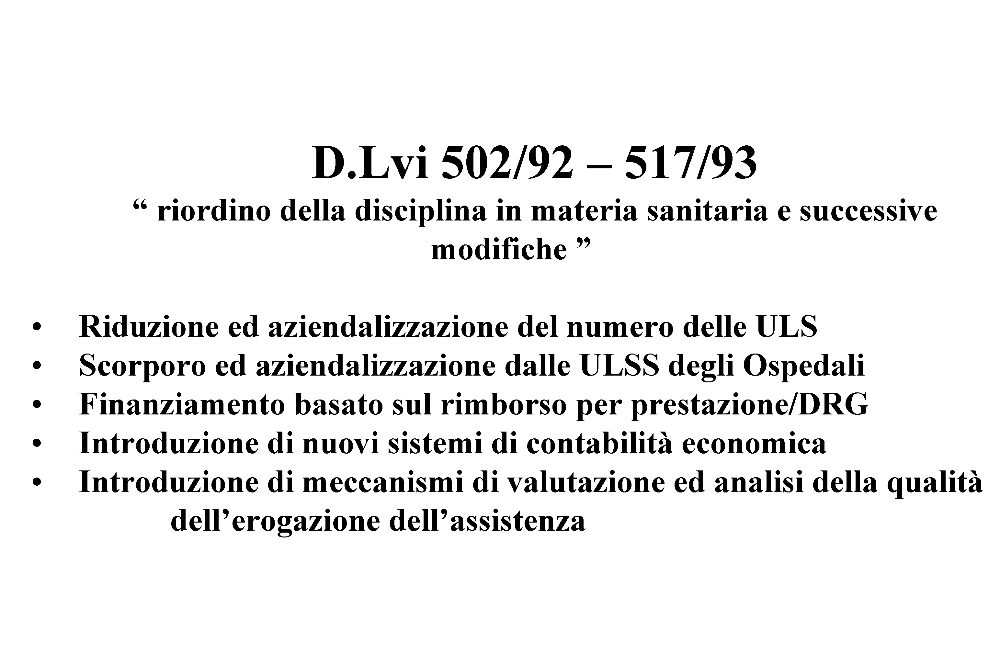 D.Lvi 502/92 – 517/93
“ riordino della disciplina in materia sanitaria e successive
modifiche ”
• Riduzione ed aziendalizzazione del numero delle ULS
• Scorporo ed aziendalizzazione dalle ULSS degli Ospedali
• Finanziamento basato sul rimborso per prestazione/DRG
• Introduzione di nuovi sistemi di contabilità economica
• Introduzione di meccanismi di valutazione ed analisi della qualità
dell’erogazione dell’assistenza